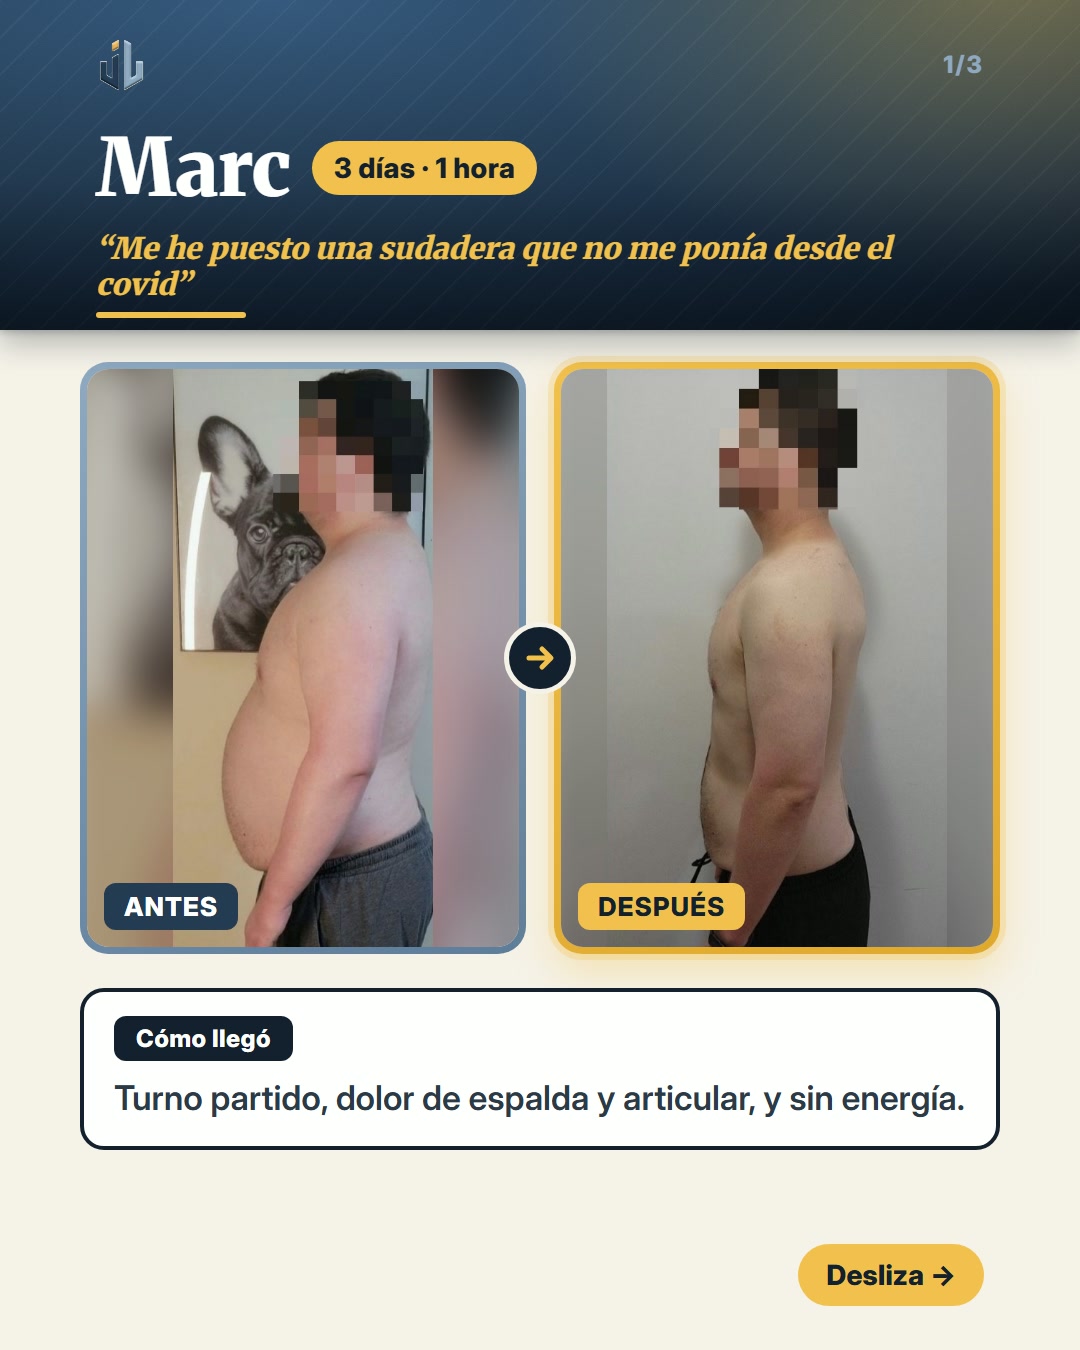 1/3
Marc
3 días · 1 hora
“Me he puesto una sudadera que no me ponía desde el
covid”
ANTES
DESPUÉS
Cómo llegó
Turno partido, dolor de espalda y articular, y sin energía.
Desliza →